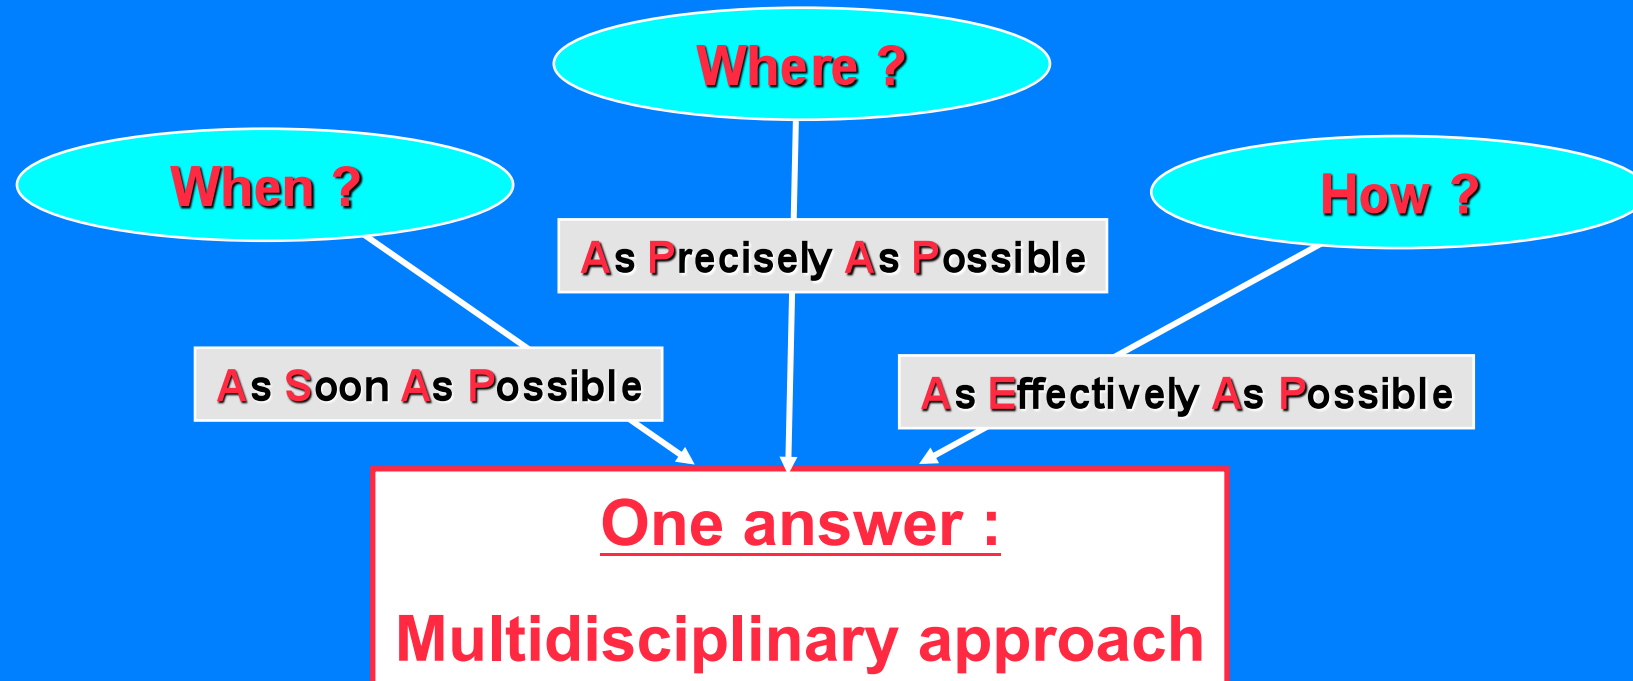 Where ?
When ?
How ?
As Precisely As Possible
As Soon As Possible
As Effectively As Possible
One answer :
Multidisciplinary approach